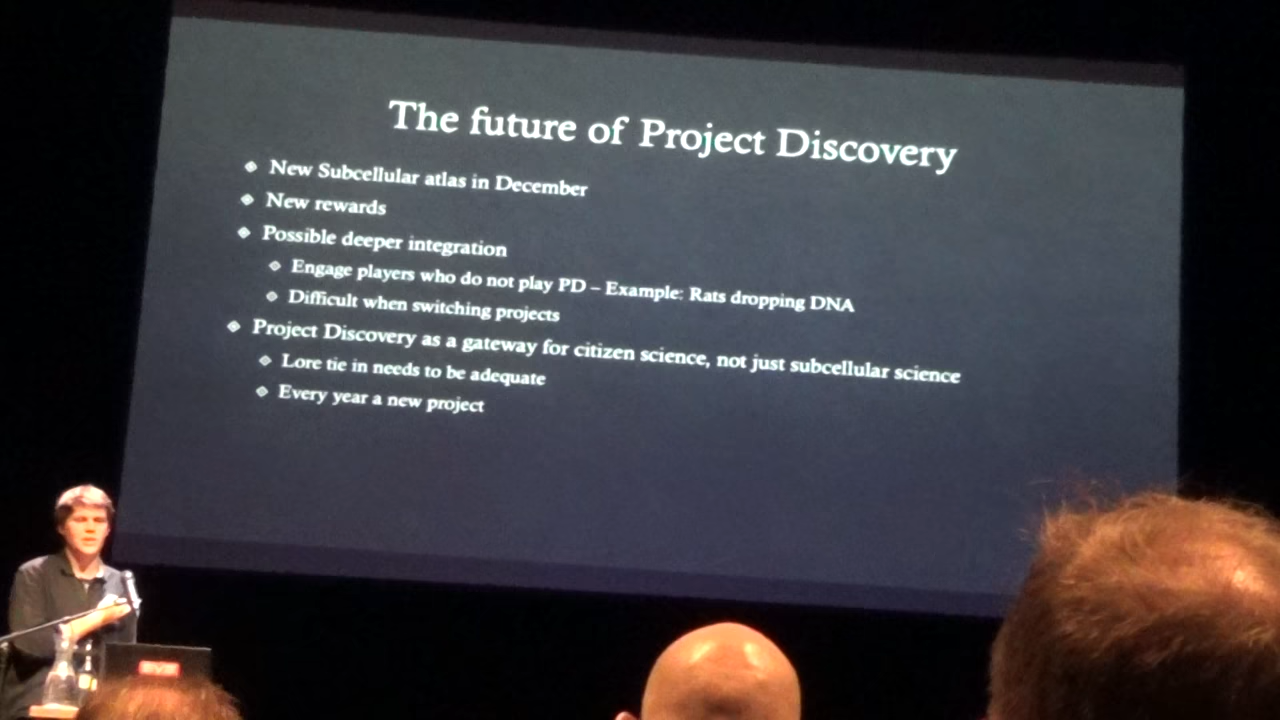 The future of Project Discovery
New Subcellular atlas in December
New rewards
Possible deeper integration
Engage players who do not play PD – Example: Rats dropping DNA
Difficult when switching projects
Project Discovery as a gateway for citizen science, not just subcellular science
Lore tie in needs to be adequate
Every year a new project
EVE